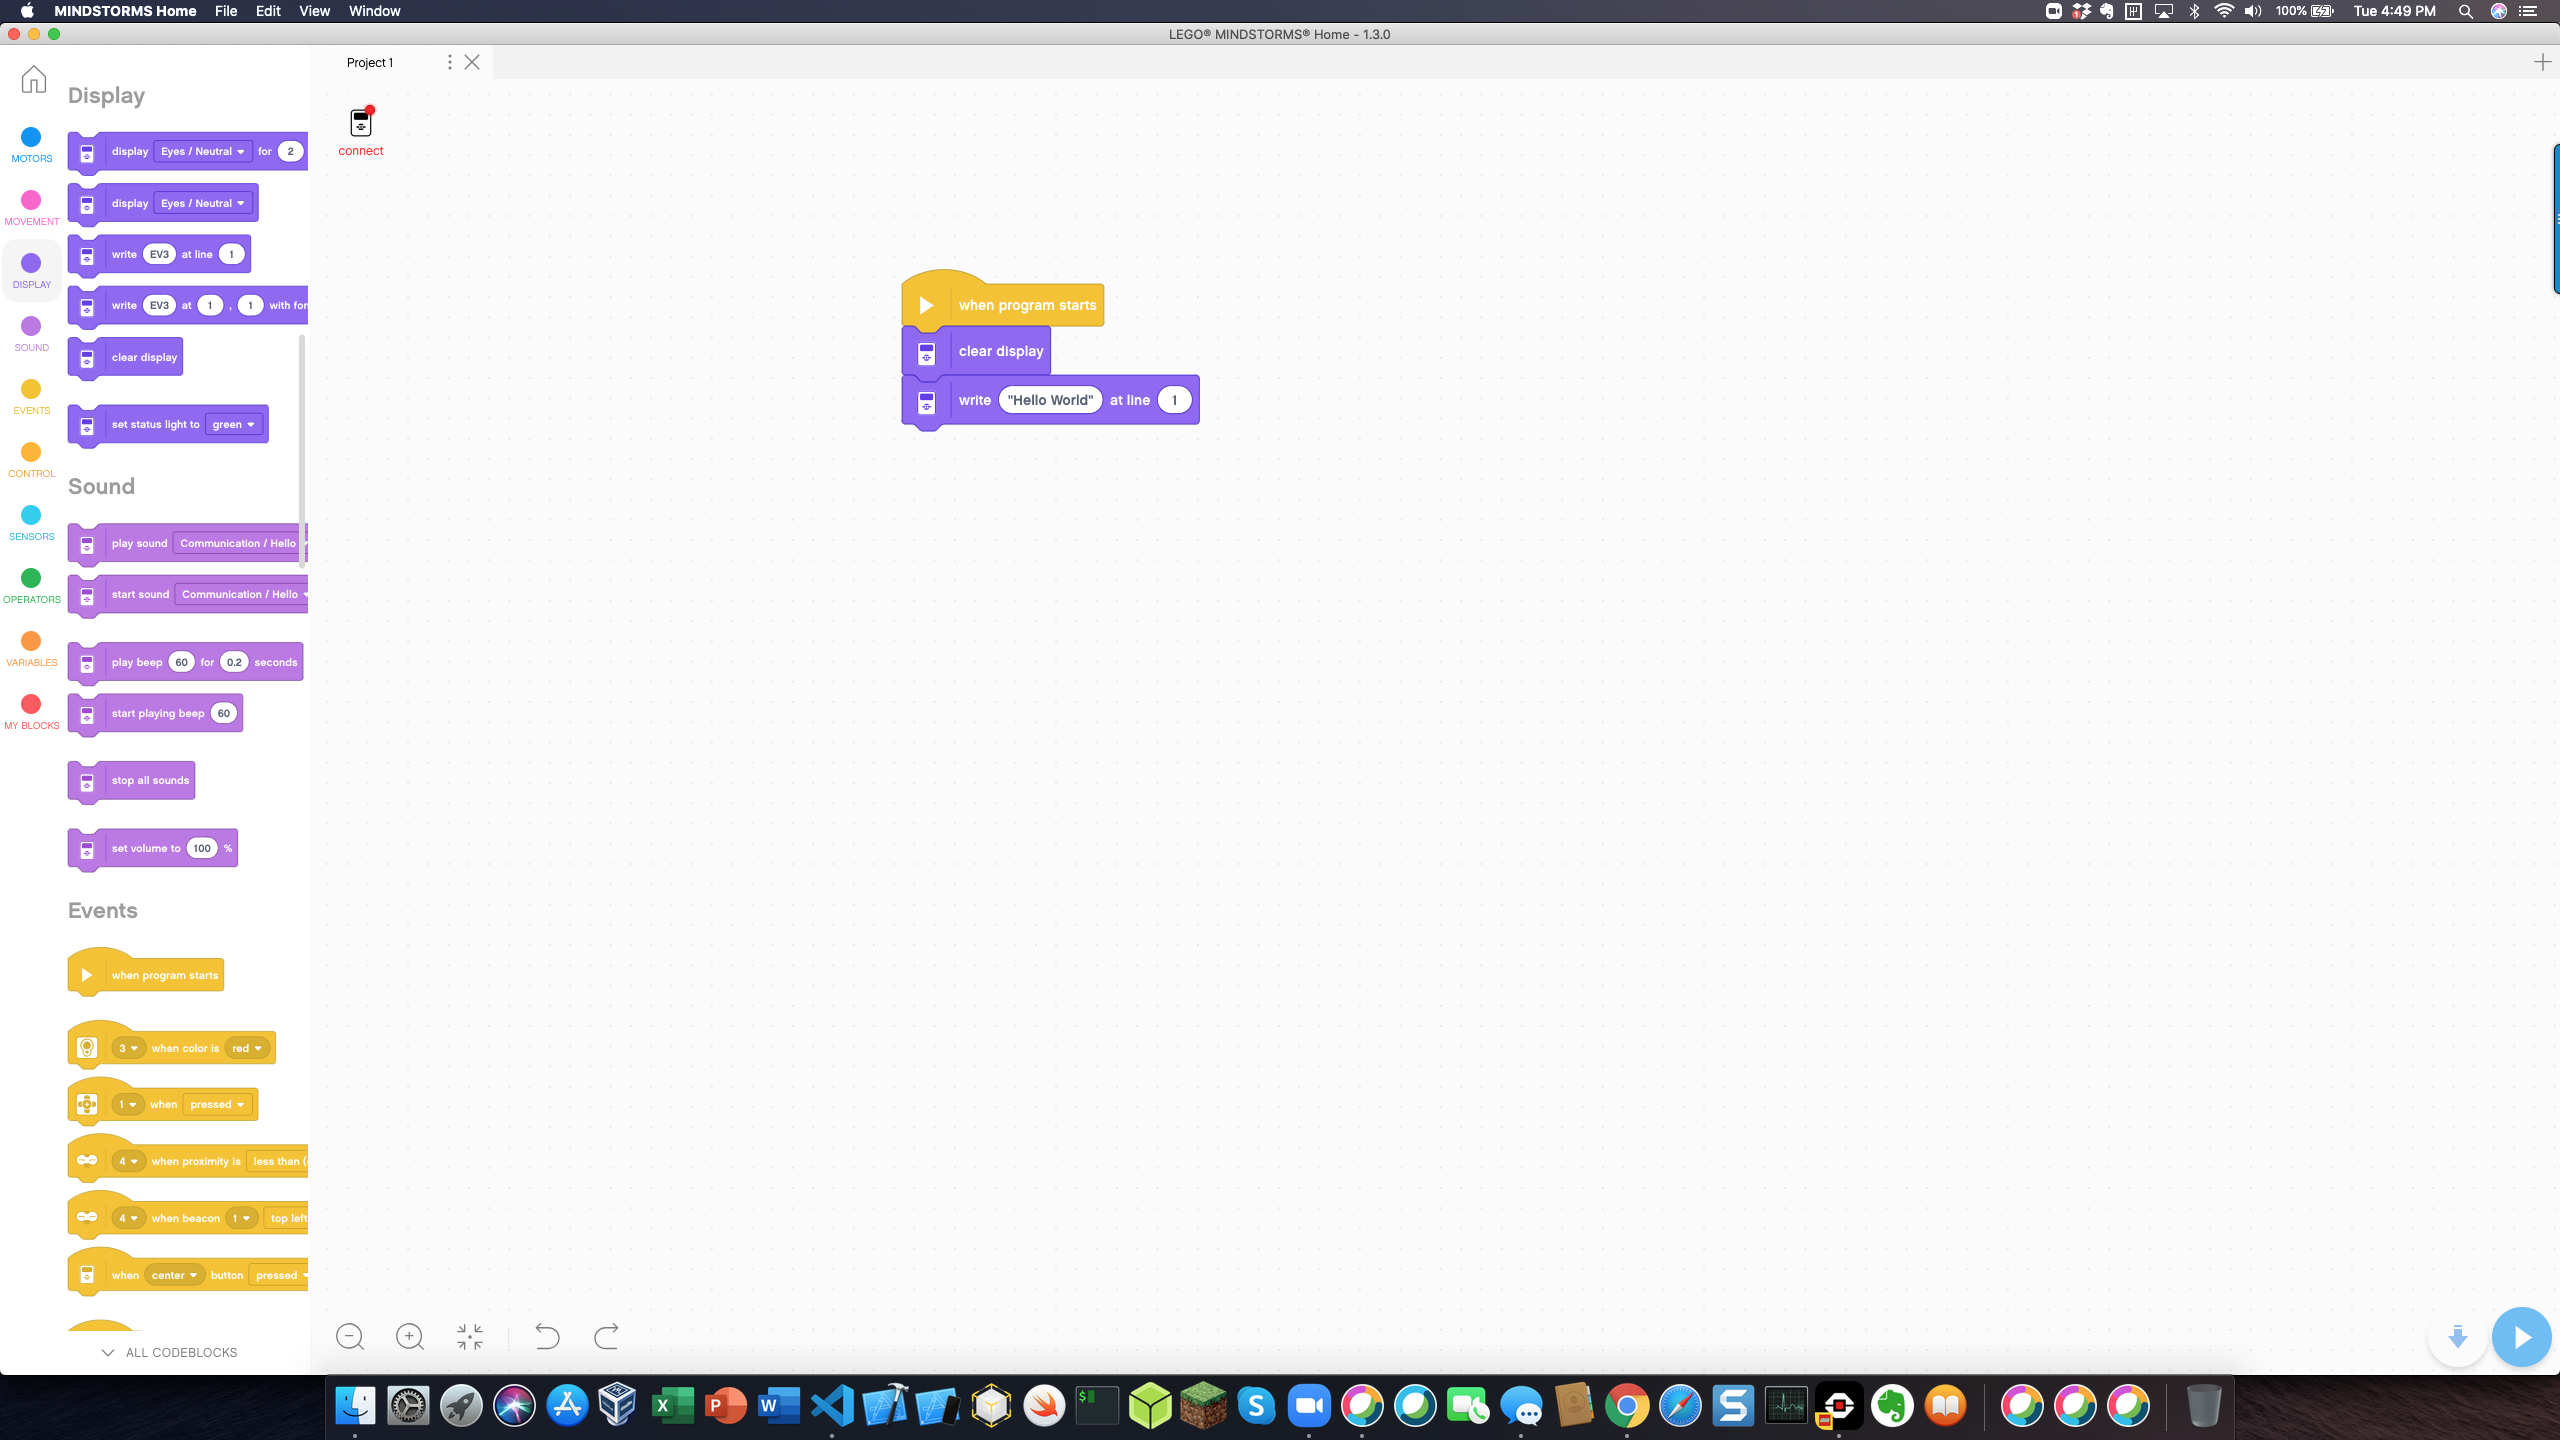 MINDSTORMS Home File Edit View Window
100% Tue 4:49 PM
LEGO® MINDSTORMS® Home - 1.3.0
Project 1
connect
MOTORS
MOVEMENT
DISPLAY
SOUND
EVENTS
CONTROL
SENSORS
OPERATORS
VARIABLES
MY BLOCKS
Display
display Eyes / Neutral for 2
display Eyes / Neutral
write EV3 at line 1
write EV3 at 1 , 1 with fon
clear display
set status light to green
Sound
play sound Communication / Hello
start sound Communication / Hello
play beep 60 for 0.2 seconds
start playing beep 60
stop all sounds
set volume to 100 %
Events
when program starts
3 when color is red
1 when pressed
4 when proximity is less than (
4 when beacon 1 top left
when center button pressed
ALL CODEBLOCKS
when program starts
clear display
write "Hello World" at line 1